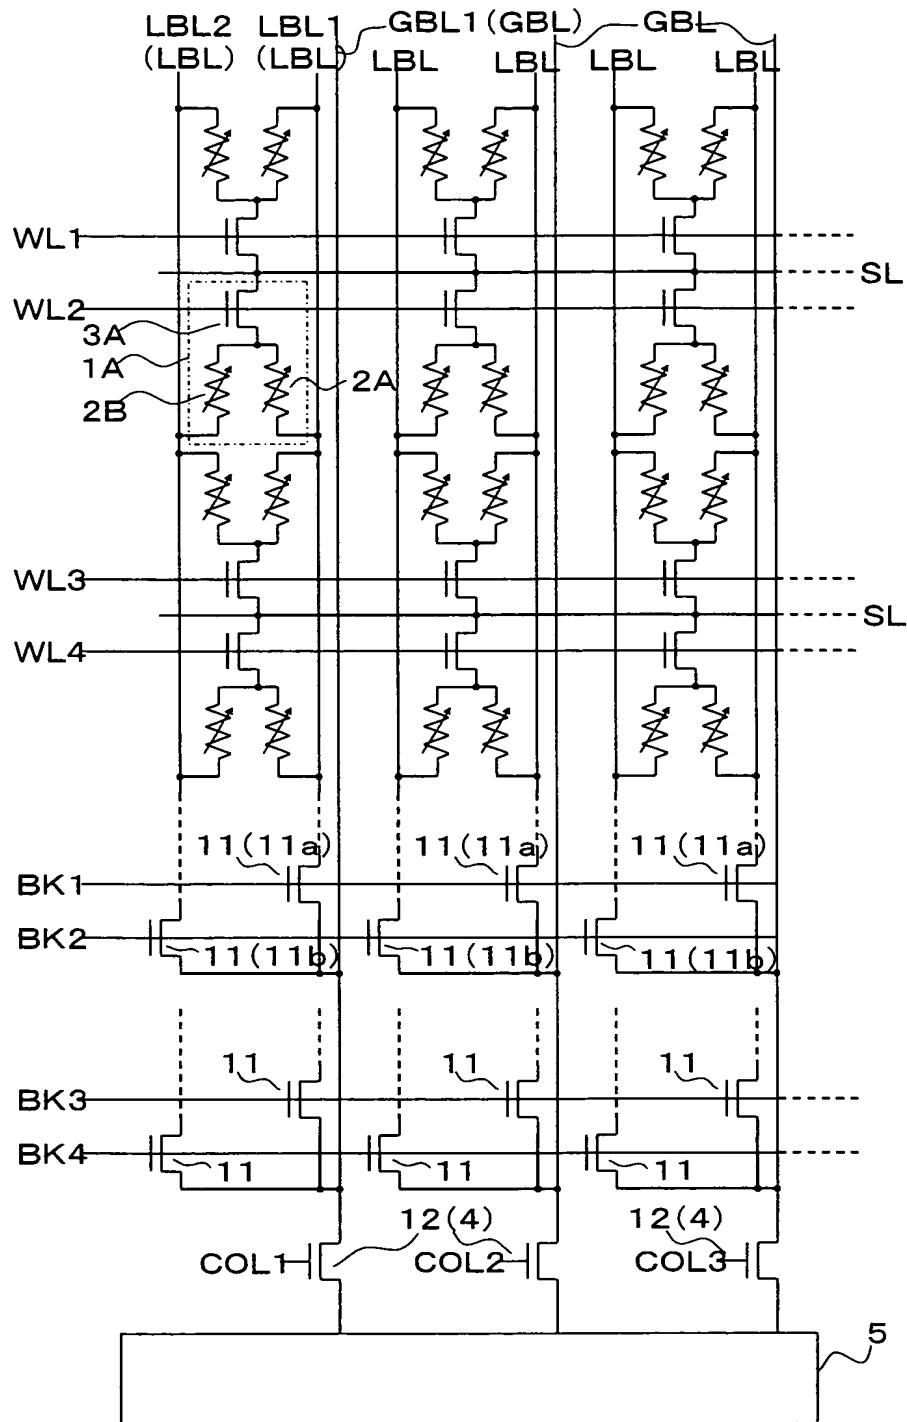 LBL2 LBL1 GBL1(GBL) GBL
(LBL) (LBL) LBL LBL LBL LBL
WL1
SL
WL2
3A
1A
2A
2B
WL3
SL
WL4
11(11a) 11(11a) 11(11a)
BK1
BK2
11(11b) 11(11b) 11(11b)
11 11 11
BK3
BK4
11 11 11
12(4) 12(4)
COL1 COL2 COL3
5